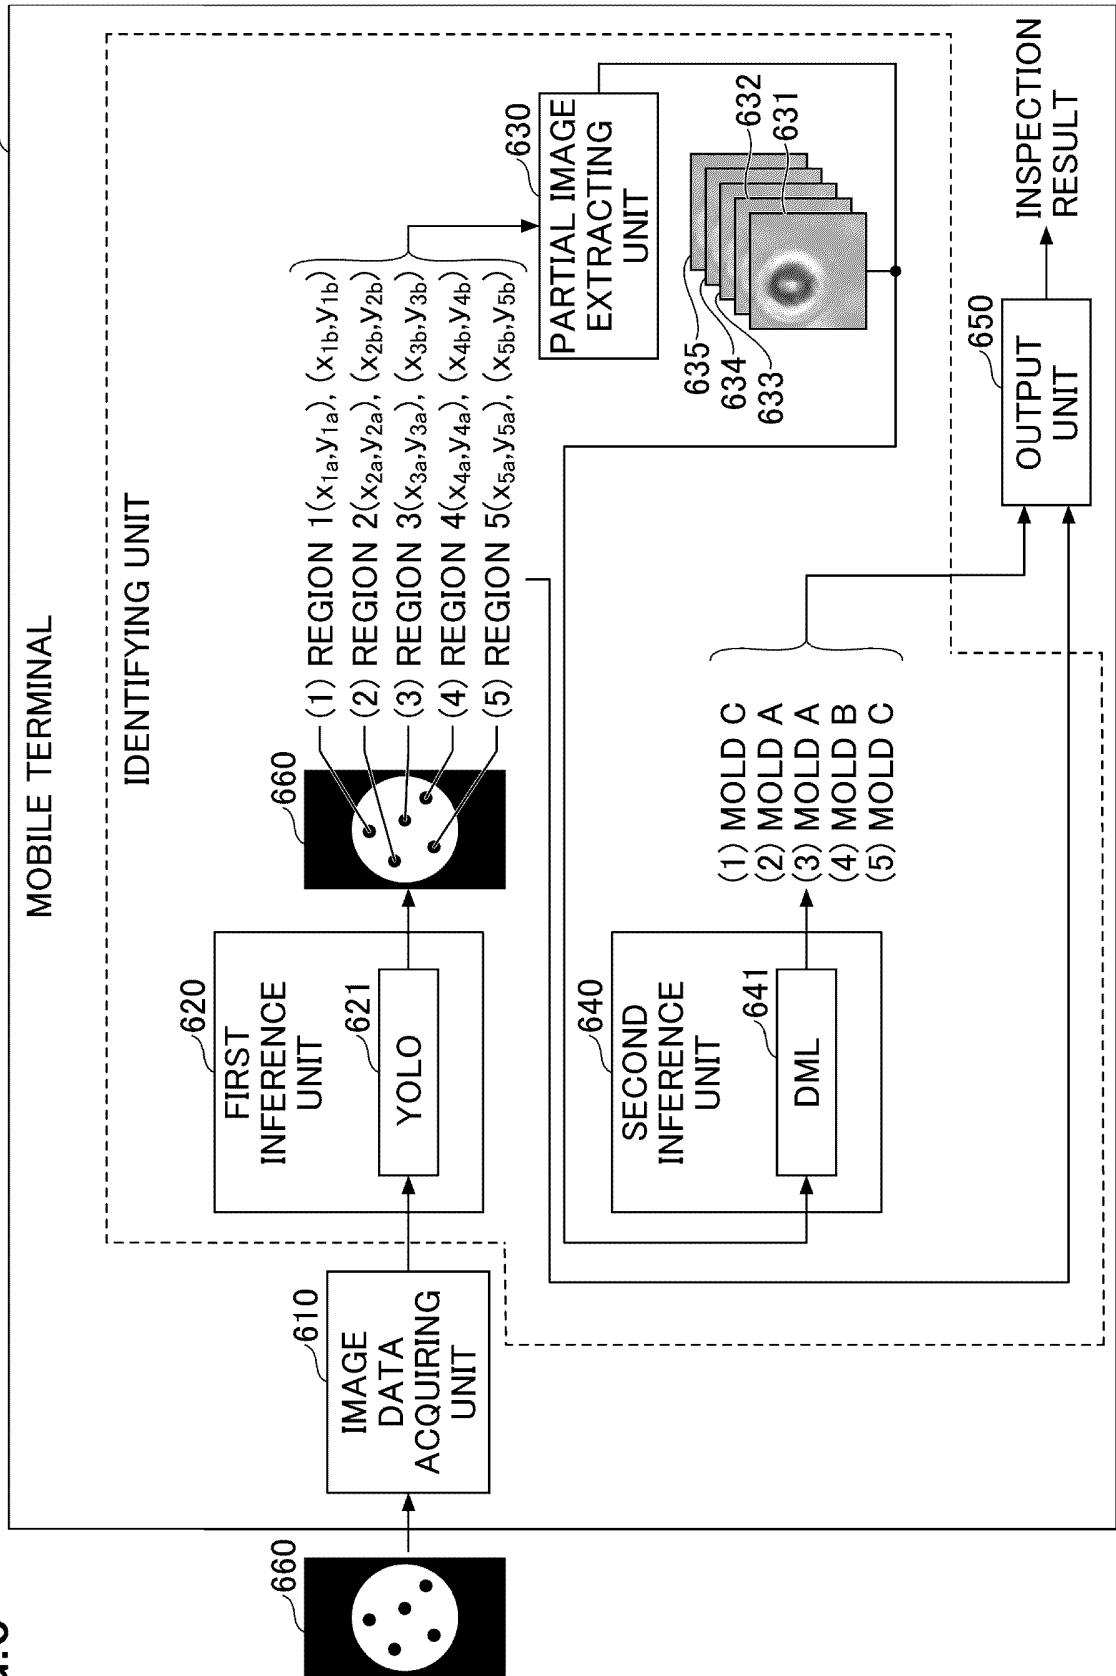 MOBILE TERMINAL
IDENTIFYING UNIT
660
610
IMAGE
DATA
ACQUIRING
UNIT
620
FIRST
INFERENCE
UNIT
621
YOLO
660
(1) REGION 1(x1a,y1a), (x1b,y1b)
(2) REGION 2(x2a,y2a), (x2b,y2b)
(3) REGION 3(x3a,y3a), (x3b,y3b)
(4) REGION 4(x4a,y4a), (x4b,y4b)
(5) REGION 5(x5a,y5a), (x5b,y5b)
630
PARTIAL IMAGE
EXTRACTING
UNIT
635
634
633
632
631
640
SECOND
INFERENCE
UNIT
641
DML
(1) MOLD C
(2) MOLD A
(3) MOLD A
(4) MOLD B
(5) MOLD C
650
OUTPUT
UNIT
INSPECTION
RESULT